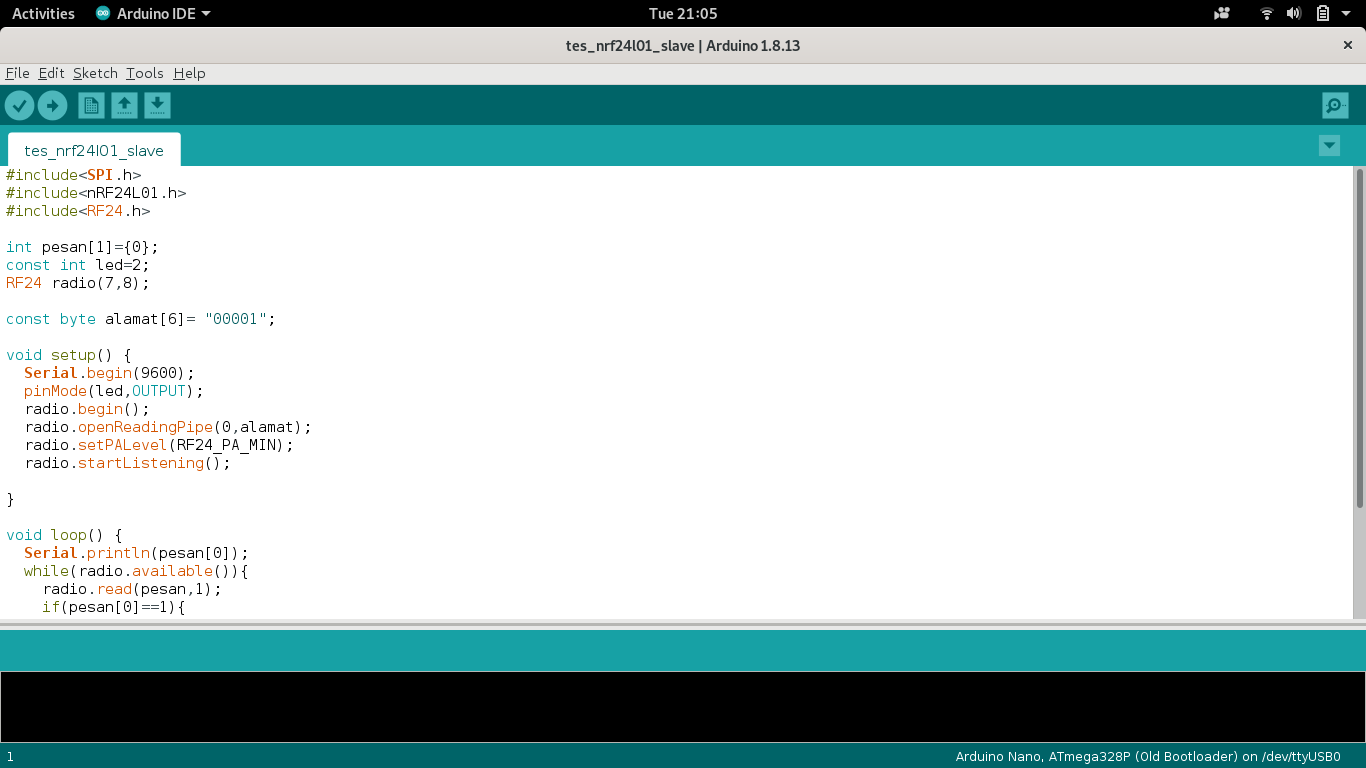 Activities Arduino IDE Tue 21:05
tes_nrf24l01_slave | Arduino 1.8.13
File Edit Sketch Tools Help
tes_nrf24l01_slave
#include<SPI.h>
#include<nRF24L01.h>
#include<RF24.h>
int pesan[1]={0};
const int led=2;
RF24 radio(7,8);
const byte alamat[6]= "00001";
void setup() {
  Serial.begin(9600);
  pinMode(led,OUTPUT);
  radio.begin();
  radio.openReadingPipe(0,alamat);
  radio.setPALevel(RF24_PA_MIN);
  radio.startListening();
}
void loop() {
  Serial.println(pesan[0]);
  while(radio.available()){
    radio.read(pesan,1);
    if(pesan[0]==1){
1 Arduino Nano, ATmega328P (Old Bootloader) on /dev/ttyUSB0